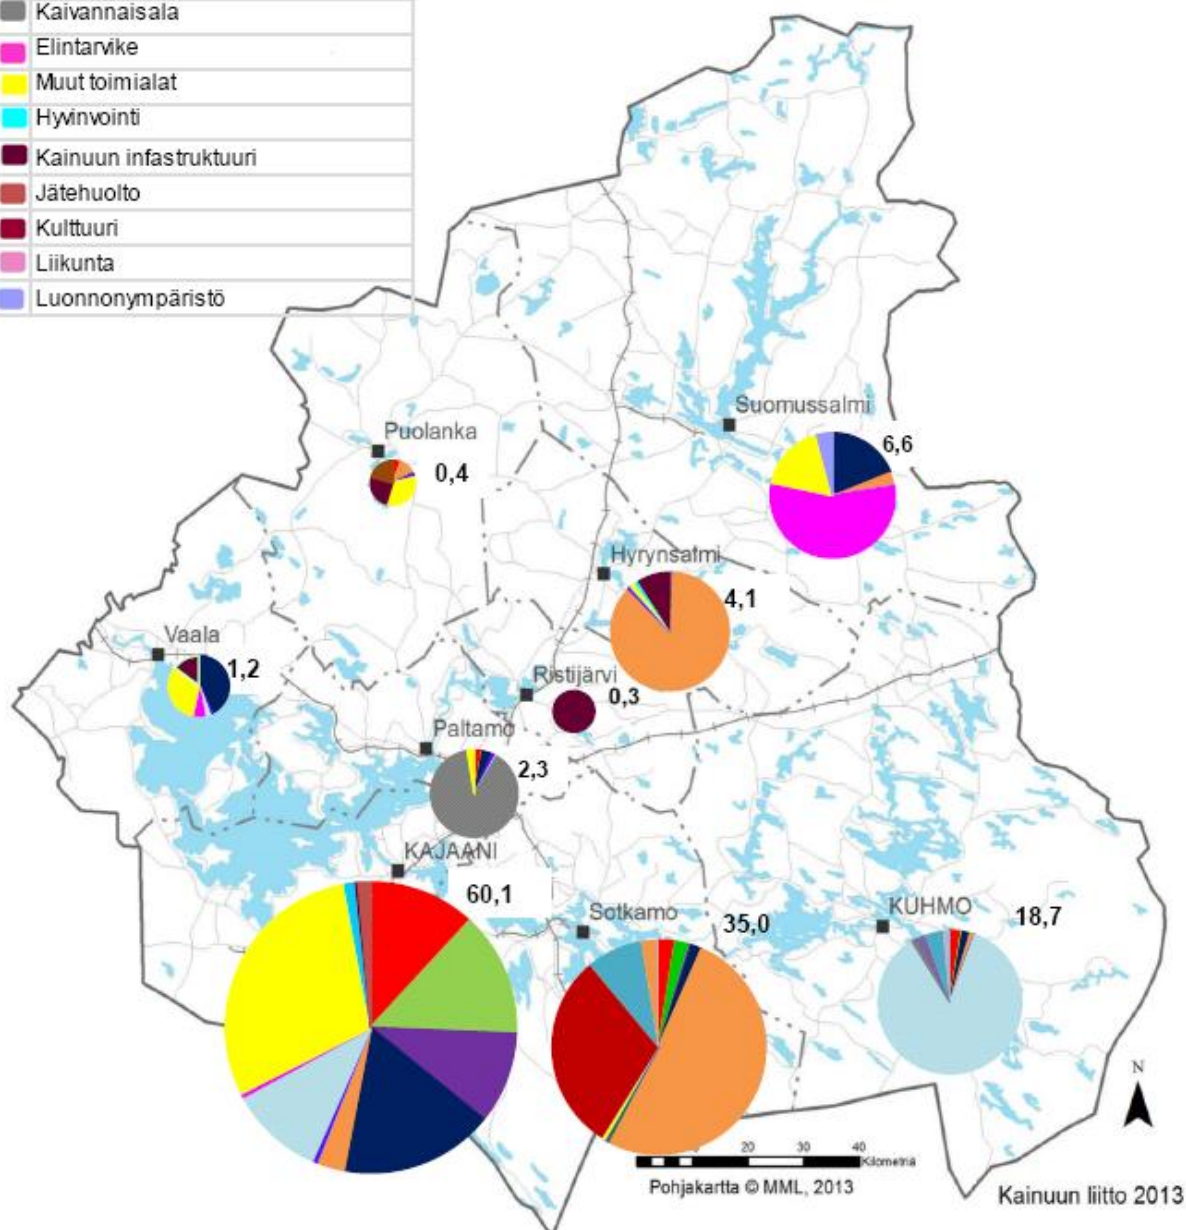 Kaivannaisala
Elintarvike
Muut toimialat
Hyvinvointi
Kainuun infastruktuuri
Jätehuolto
Kulttuuri
Liikunta
Luonnonympäristö
Suomussalmi
6,6
Puolanka
0,4
Hyrynsalmi
4,1
Vaala
1,2
Ristijärvi
0,3
Paltamo
2,3
KAJAANI
60,1
Sotkamo
35,0
KUHMO
18,7
N
20 30 40
Kilometriä
Pohjakartta © MML, 2013
Kainuun liitto 2013